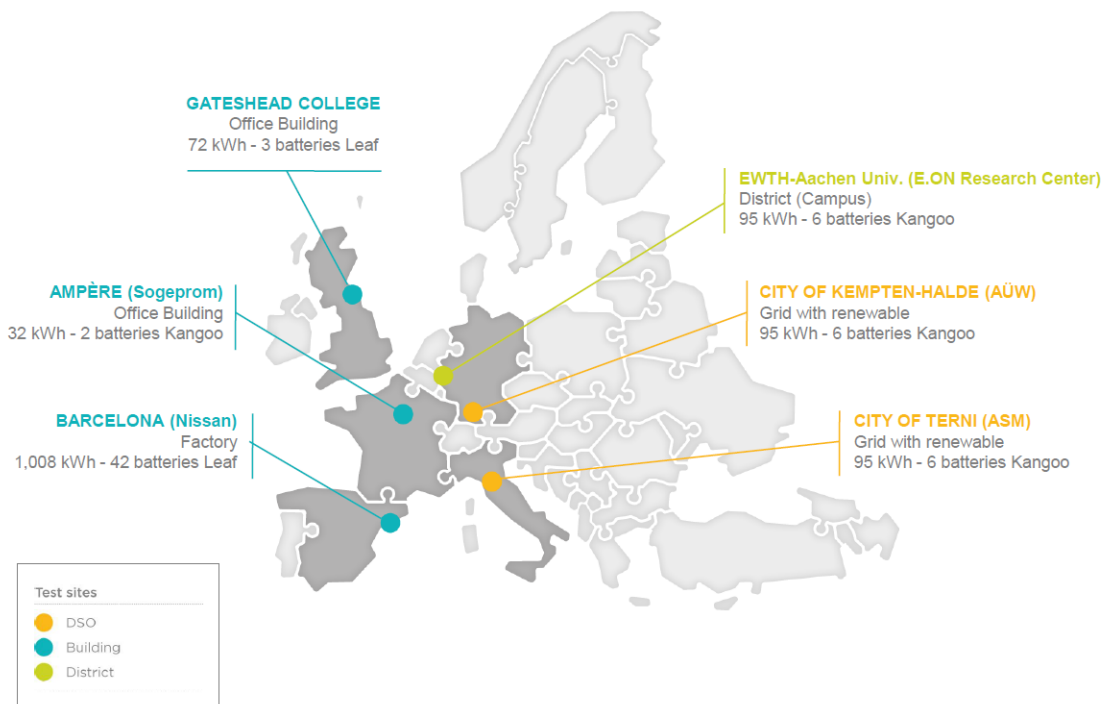 GATESHEAD COLLEGE
Office Building
72 kWh - 3 batteries Leaf
AMPÈRE (Sogeprom)
Office Building
32 kWh - 2 batteries Kangoo
BARCELONA (Nissan)
Factory
1,008 kWh - 42 batteries Leaf
EWTH-Aachen Univ. (E.ON Research Center)
District (Campus)
95 kWh - 6 batteries Kangoo
CITY OF KEMPTEN-HALDE (AÜW)
Grid with renewable
95 kWh - 6 batteries Kangoo
CITY OF TERNI (ASM)
Grid with renewable
95 kWh - 6 batteries Kangoo
Test sites
DSO
Building
District